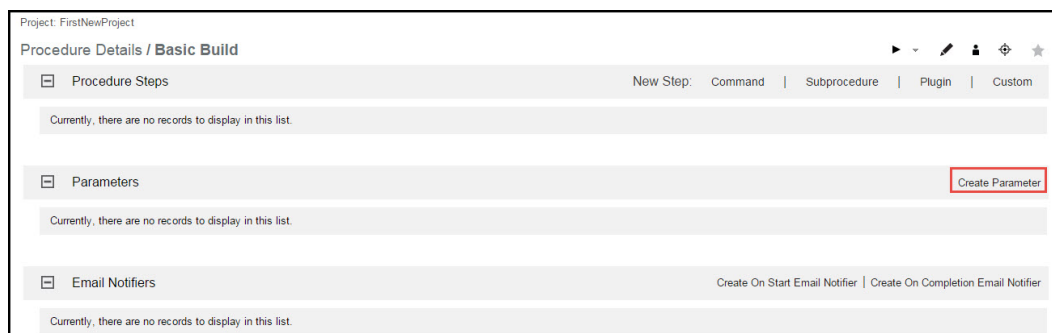 Project: FirstNewProject
Procedure Details / Basic Build
Procedure Steps New Step: Command | Subprocedure | Plugin | Custom
Currently, there are no records to display in this list.
Parameters Create Parameter
Currently, there are no records to display in this list.
Email Notifiers Create On Start Email Notifier | Create On Completion Email Notifier
Currently, there are no records to display in this list.